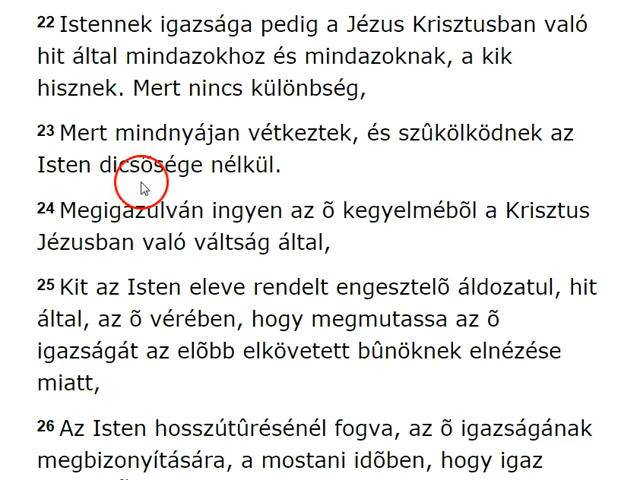 22 Istennek igazsága pedig a Jézus Krisztusban való
hit által mindazokhoz és mindazoknak, a kik
hisznek. Mert nincs különbség,
23 Mert mindnyájan vétkeztek, és szûkölködnek az
Isten dicsõsége nélkül.
24 Megigazulván ingyen az õ kegyelmébõl a Krisztus
Jézusban való váltság által,
25 Kit az Isten eleve rendelt engesztelõ áldozatul, hit
által, az õ vérében, hogy megmutassa az õ
igazságát az elõbb elkövetett bûnöknek elnézése
miatt,
26 Az Isten hosszútûrésénél fogva, az õ igazságának
megbizonyítására, a mostani idõben, hogy igaz